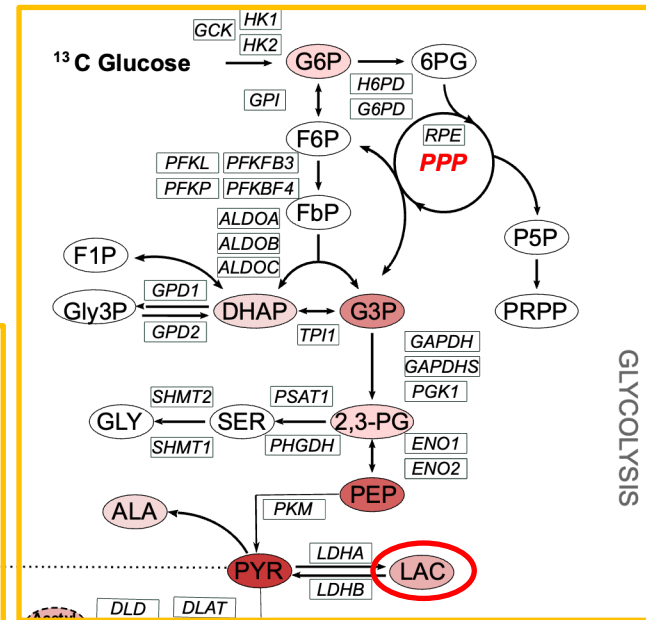 GCK
HK1
HK2
13 C Glucose
G6P
6PG
H6PD
G6PD
GPI
RPE
F6P
PPP
PFKL
PFKFB3
PFKP
PFKBF4
FbP
ALDOA
ALDOB
ALDOC
P5P
F1P
GPD1
Gly3P
DHAP
G3P
PRPP
GPD2
TPI1
GAPDH
GAPDHS
PGK1
GLYCOLYSIS
SHMT2
PSAT1
GLY
SER
2,3-PG
SHMT1
PHGDH
ENO1
ENO2
PEP
ALA
PKM
LDHA
PYR
LAC
LDHB
DLD
DLAT